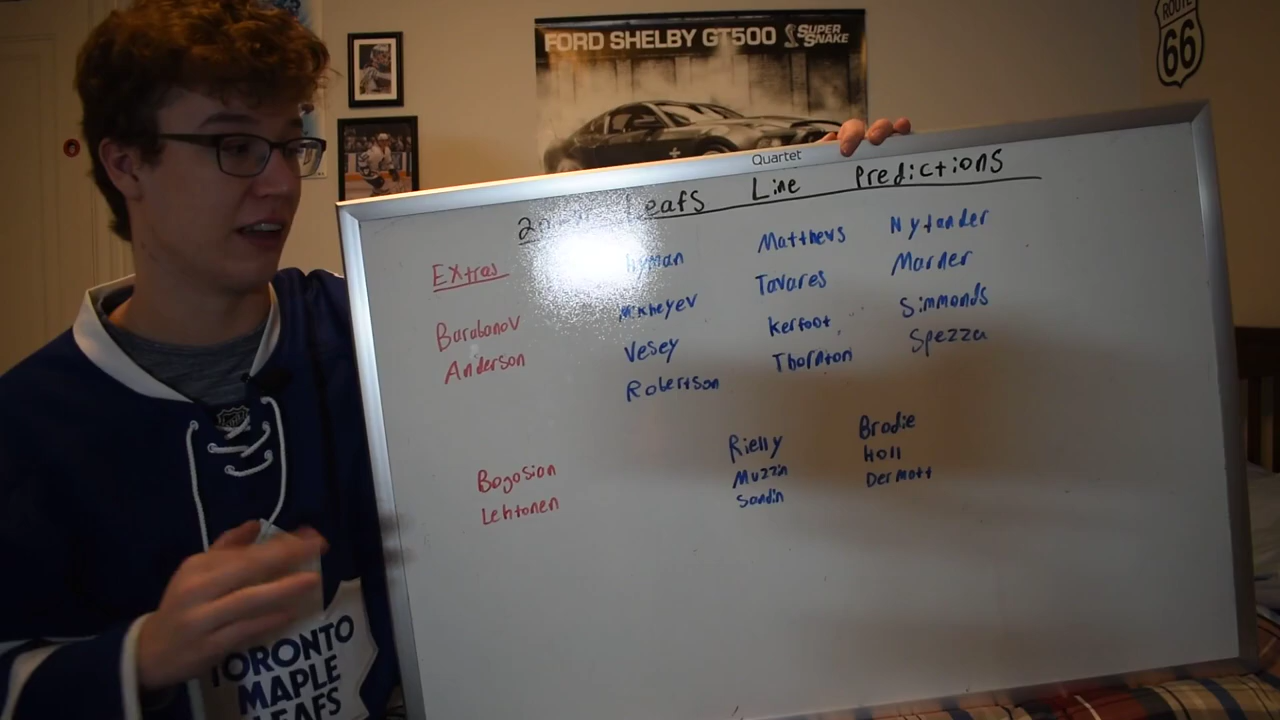 FORD SHELBY GT500 SUPER SNAKE
ROUTE 66
Quartet
Leafs Line Predictions
Extras
Hyman Matthews Nylander
Mikheyev Tavares Marner
Barabanov Vesey Kerfoot Simmonds
Anderson Robertson Thornton Spezza
Rielly Brodie
Bogosian Muzzin Holl
Lehtonen Sandin Dermott
TORONTO
MAPLE
LEAFS